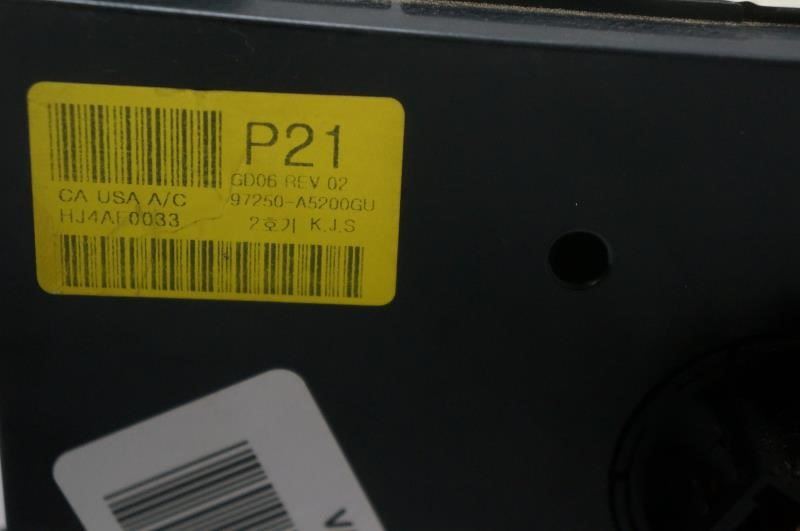 P21
GD06 REV 02
CA USA A/C 97250-A5200GU
HJ4AF0033 2호기 K.J.S